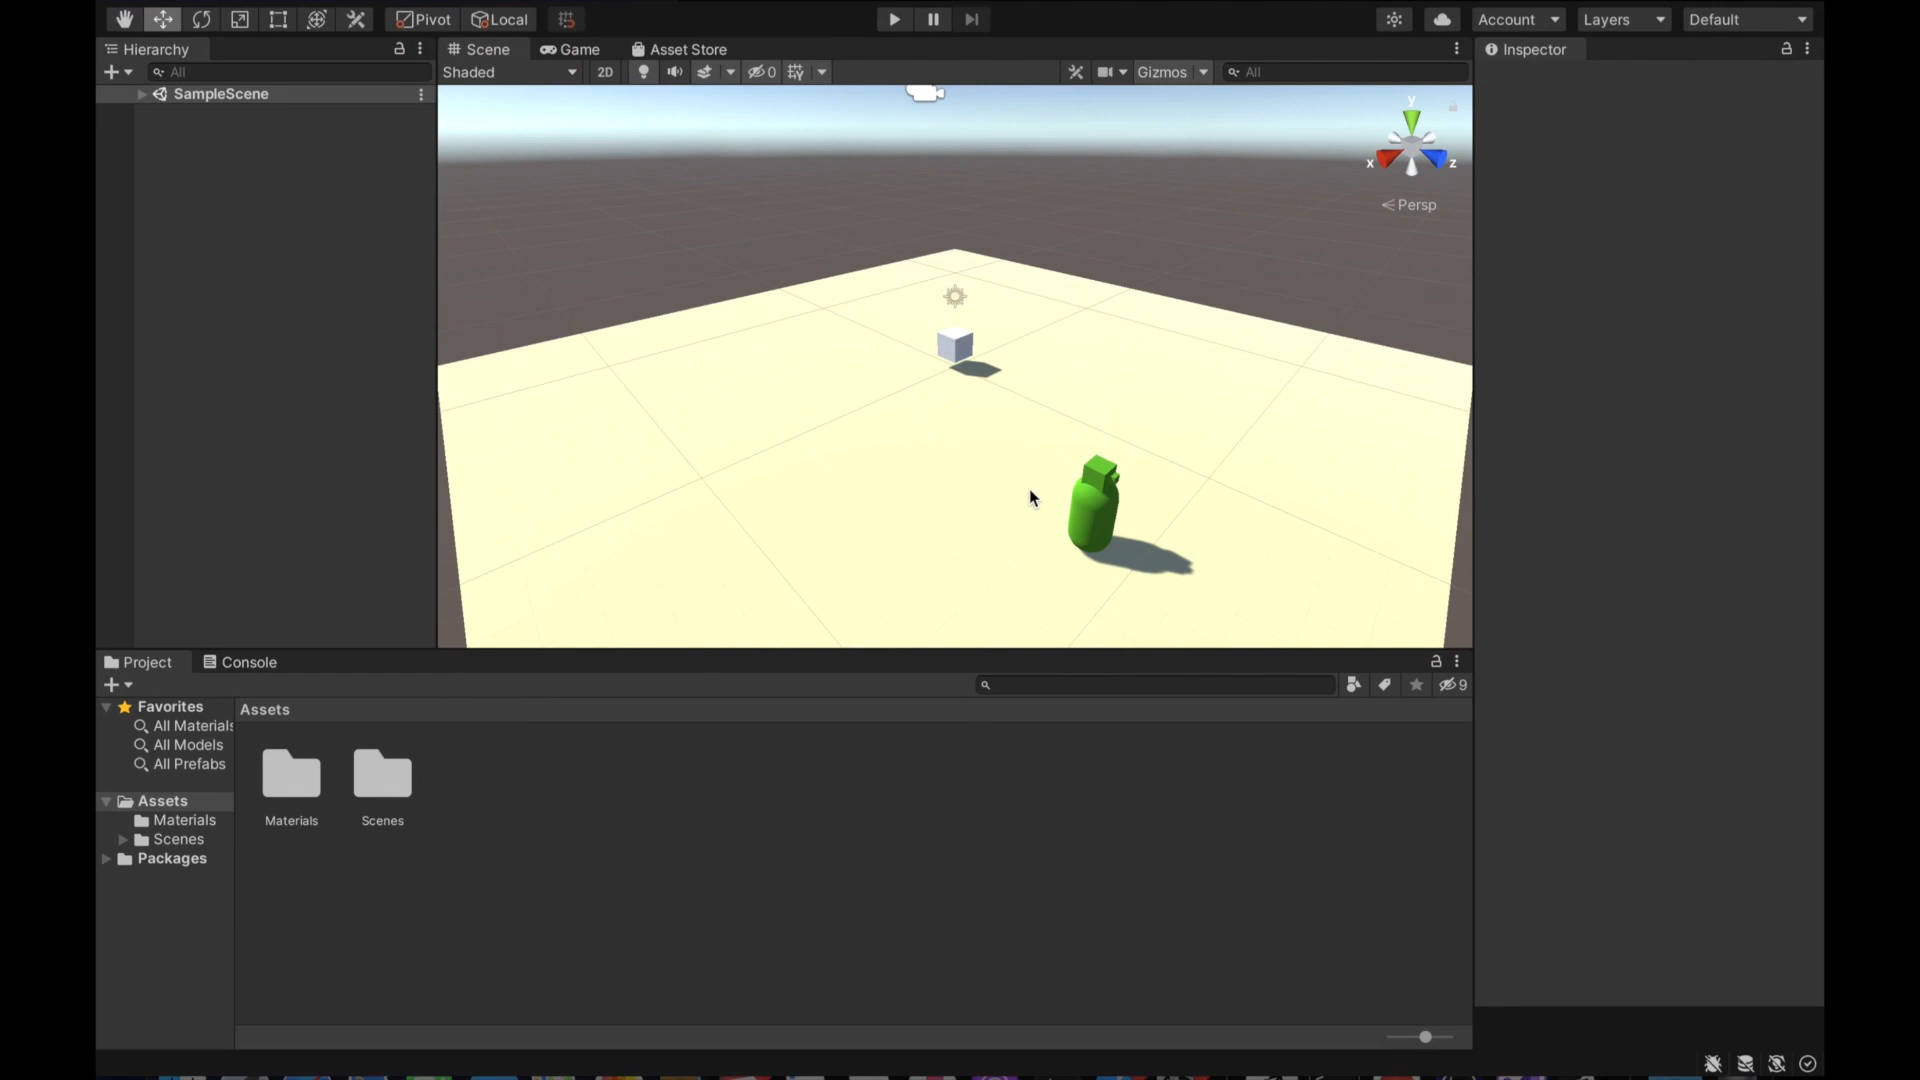 Pivot Local Account Layers Default
Hierarchy Scene Game Asset Store Inspector
All Shaded 2D 0 Gizmos All
SampleScene
y
x z
Persp
Project Console
9
Favorites Assets
All Materials
All Models
All Prefabs
Assets
Materials
Scenes
Packages
Materials Scenes